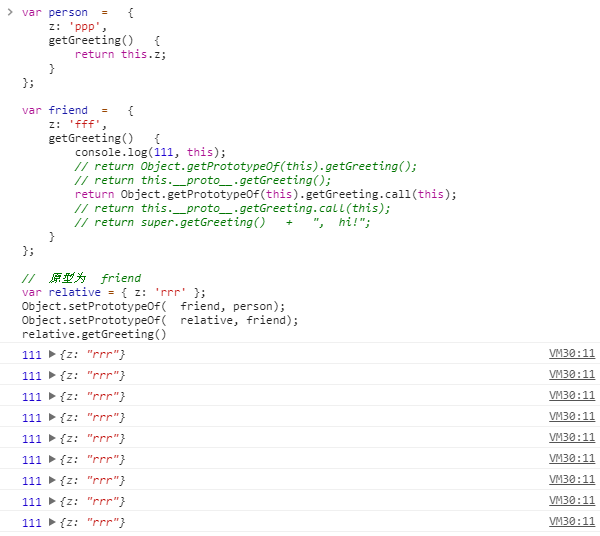 > var person = {
z: 'ppp',
getGreeting() {
return this.z;
}
};
var friend = {
z: 'fff',
getGreeting() {
console.log(111, this);
// return Object.getPrototypeOf(this).getGreeting();
// return this.__proto__.getGreeting();
return Object.getPrototypeOf(this).getGreeting.call(this);
// return this.__proto__.getGreeting.call(this);
// return super.getGreeting() + ", hi!";
}
};
// 原型为 friend
var relative = { z: 'rrr' };
Object.setPrototypeOf( friend, person);
Object.setPrototypeOf( relative, friend);
relative.getGreeting()
111 ▶ {z: "rrr"} VM30:11
111 ▶ {z: "rrr"} VM30:11
111 ▶ {z: "rrr"} VM30:11
111 ▶ {z: "rrr"} VM30:11
111 ▶ {z: "rrr"} VM30:11
111 ▶ {z: "rrr"} VM30:11
111 ▶ {z: "rrr"} VM30:11
111 ▶ {z: "rrr"} VM30:11
111 ▶ {z: "rrr"} VM30:11